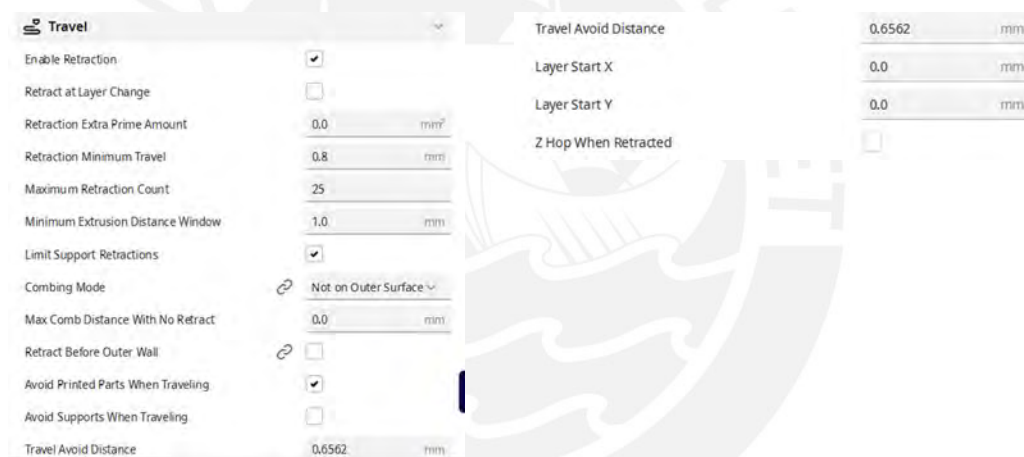 Travel
Enable Retraction
Retract at Layer Change
Retraction Extra Prime Amount 0.0 mm³
Retraction Minimum Travel 0.8 mm
Maximum Retraction Count 25
Minimum Extrusion Distance Window 1.0 mm
Limit Support Retractions
Combing Mode Not on Outer Surface
Max Comb Distance With No Retract 0.0 mm
Retract Before Outer Wall
Avoid Printed Parts When Traveling
Avoid Supports When Traveling
Travel Avoid Distance 0.6562 mm
Travel Avoid Distance 0.6562 mm
Layer Start X 0.0 mm
Layer Start Y 0.0 mm
Z Hop When Retracted